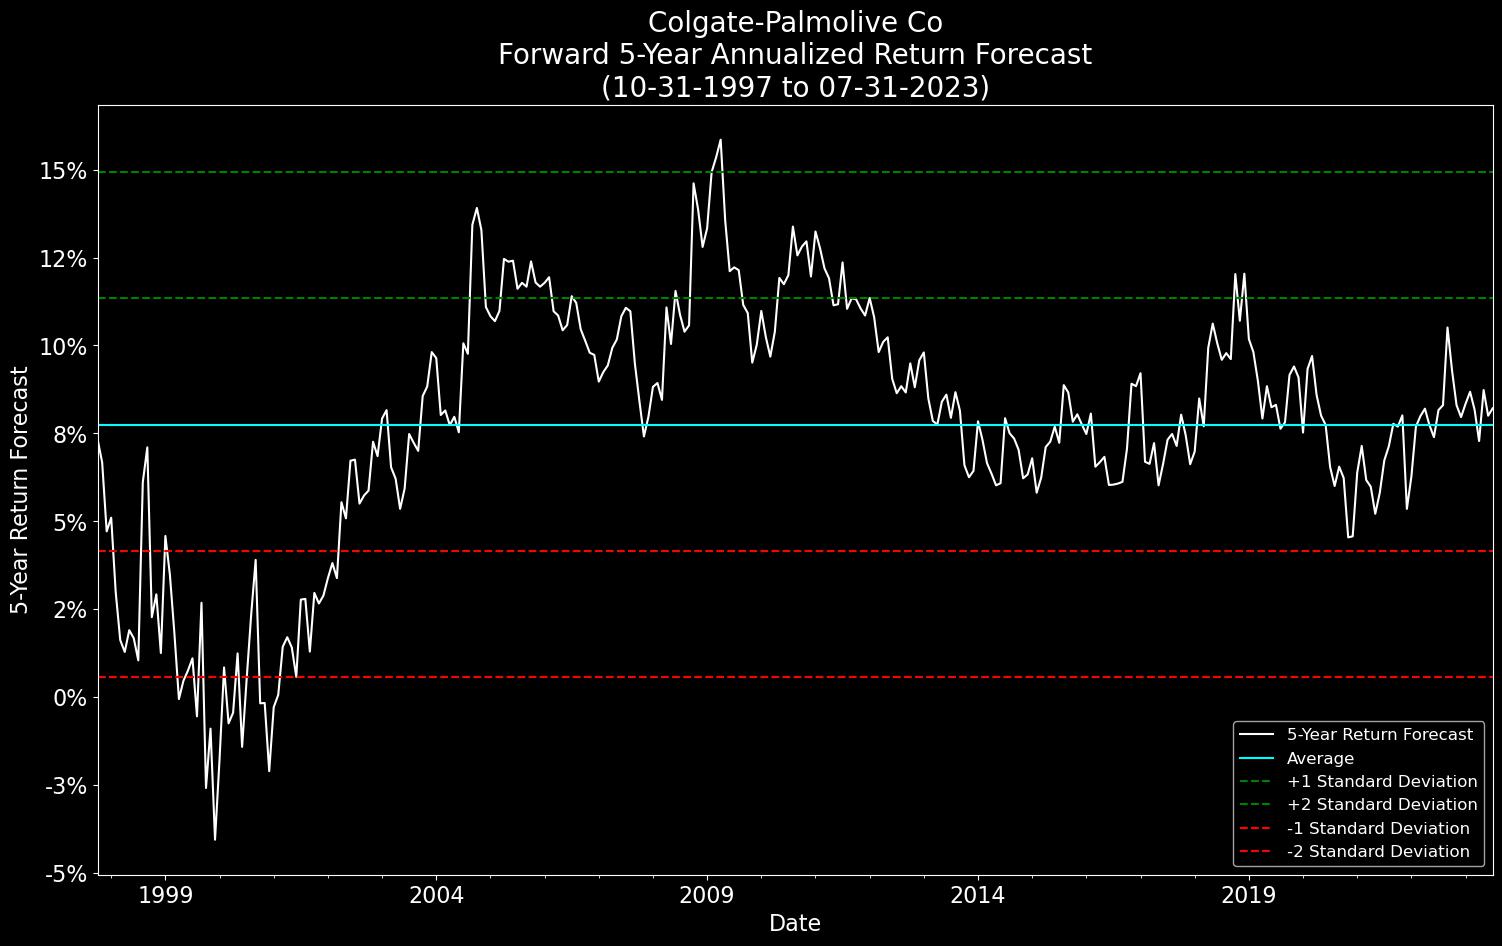 Colgate-Palmolive Co
Forward 5-Year Annualized Return Forecast
(10-31-1997 to 07-31-2023)
5-Year Return Forecast
15%
12%
10%
8%
5%
2%
0%
-3%
-5%
1999
2004
2009
2014
2019
Date
5-Year Return Forecast
Average
+1 Standard Deviation
+2 Standard Deviation
-1 Standard Deviation
-2 Standard Deviation